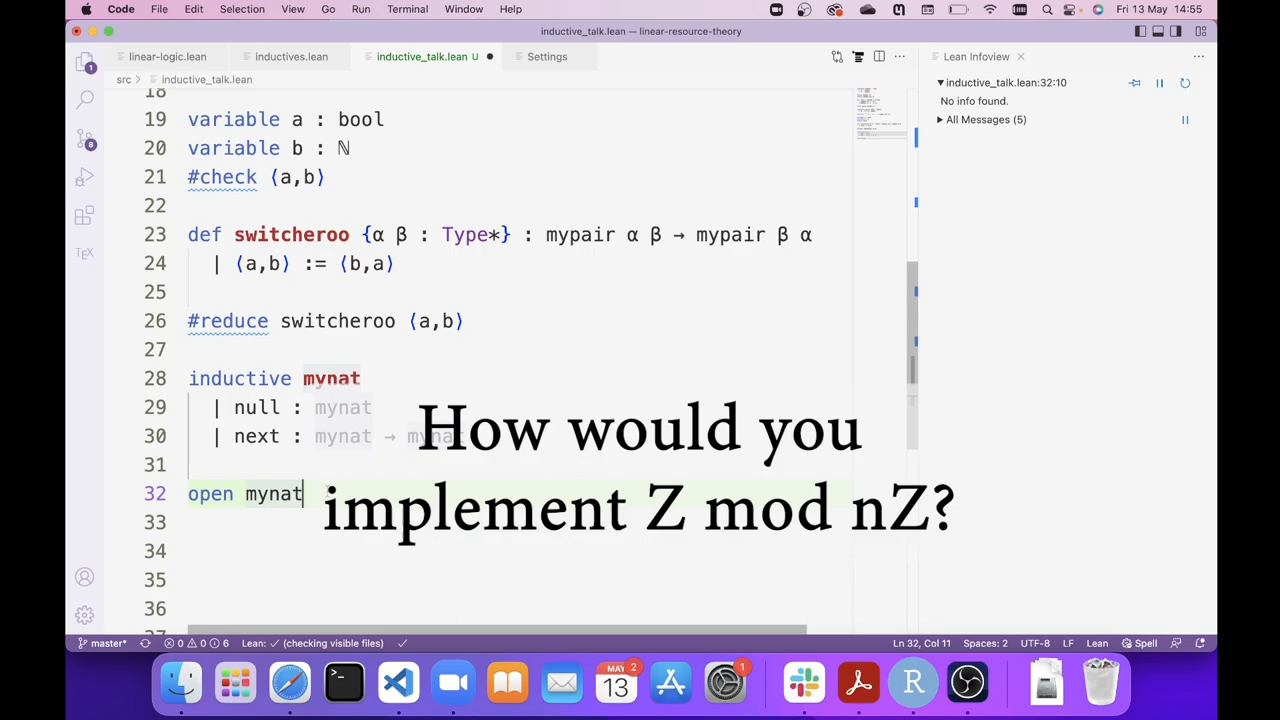 Code File Edit Selection View Go Run Terminal Window Help Fri 13 May 14:55
inductive_talk.lean — linear-resource-theory
linear-logic.lean inductives.lean inductive_talk.lean U Settings Lean Infoview
src > inductive_talk.lean
inductive_talk.lean:32:10
No info found.
All Messages (5)
18
19 variable a : bool
20 variable b : ℕ
21 #check ⟨a,b⟩
22
23 def switcheroo {α β : Type*} : mypair α β → mypair β α
24 | ⟨a,b⟩ := ⟨b,a⟩
25
26 #reduce switcheroo ⟨a,b⟩
27
28 inductive mynat
29 | null : mynat
30 | next : mynat → mynat
31
32 open mynat
33
34
35
36
How would you
implement Z mod nZ?
master* 0 0 6 Lean: ✓ (checking visible files) Ln 32, Col 11 Spaces: 2 UTF-8 LF Lean Spell
MAY 2
13
1
R